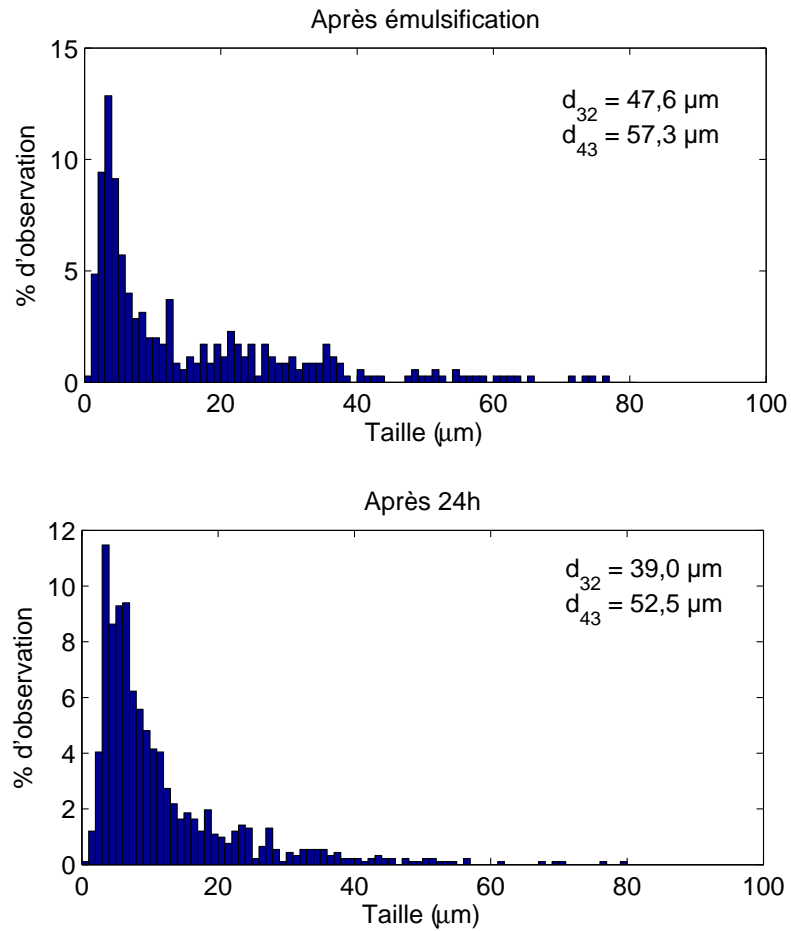 Après émulsification
15
10
5
0
% d'observation
d32 = 47,6 µm
d43 = 57,3 µm
0 20 40 60 80 100
Taille (µm)
Après 24h
12
10
8
6
4
2
0
% d'observation
d32 = 39,0 µm
d43 = 52,5 µm
0 20 40 60 80 100
Taille (µm)